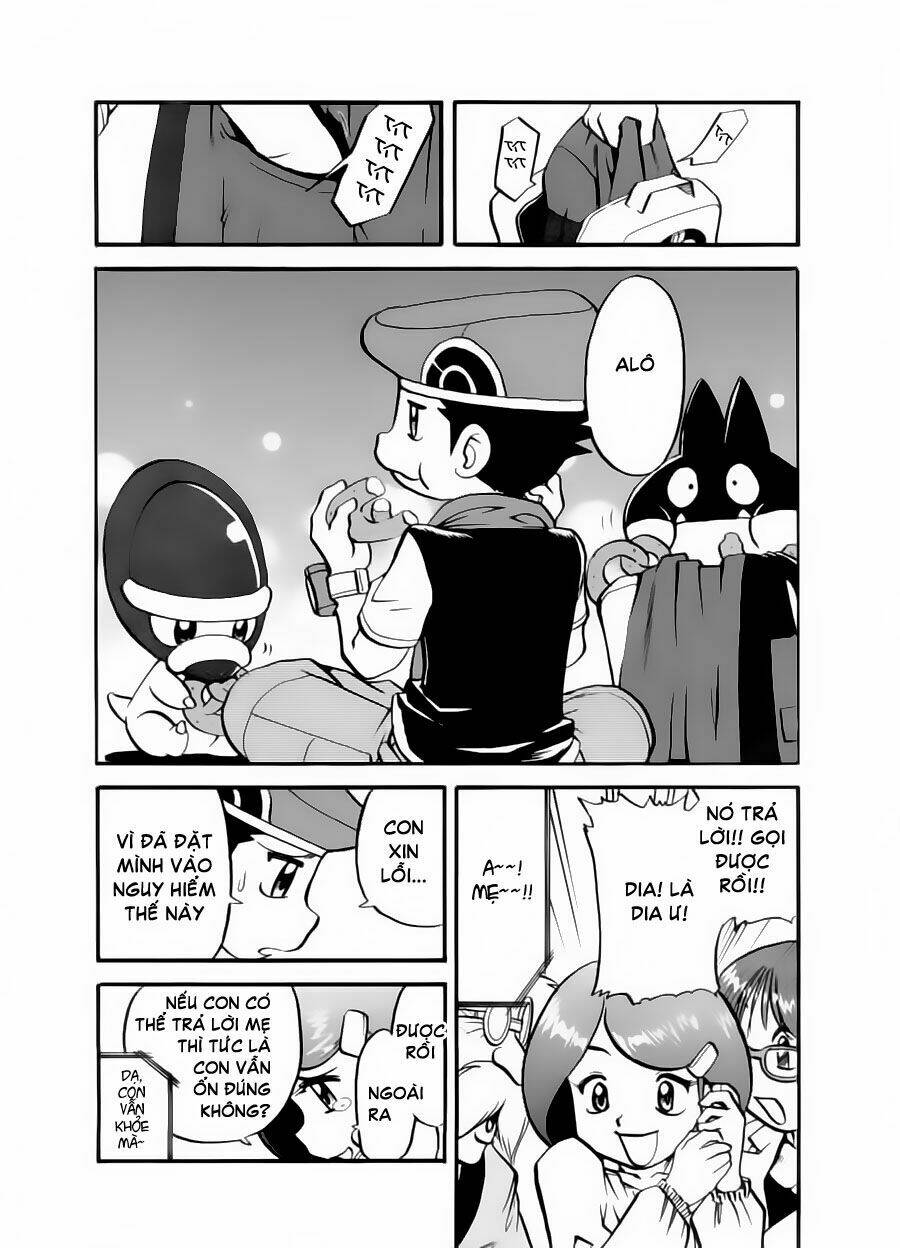 TÍT
TÍT
TÍT
TÍT
TÍT
TÍT
ALÔ
NÓ TRẢ
LỜI!! GỌI
ĐƯỢC
RỒI!!
DIA! LÀ
DIA Ư!
A~~!
MẸ~~!!
CON
XIN
LỖI...
VÌ ĐÃ ĐẶT
MÌNH VÀO
NGUY HIỂM
THẾ NÀY
ĐƯỢC
RỒI
NGOÀI
RA
NẾU CON CÓ
THỂ TRẢ LỜI MẸ
THÌ TỨC LÀ
CON VẪN
ỔN ĐÚNG
KHÔNG?
DẠ,
CON
VẪN
KHỎE
MÀ~